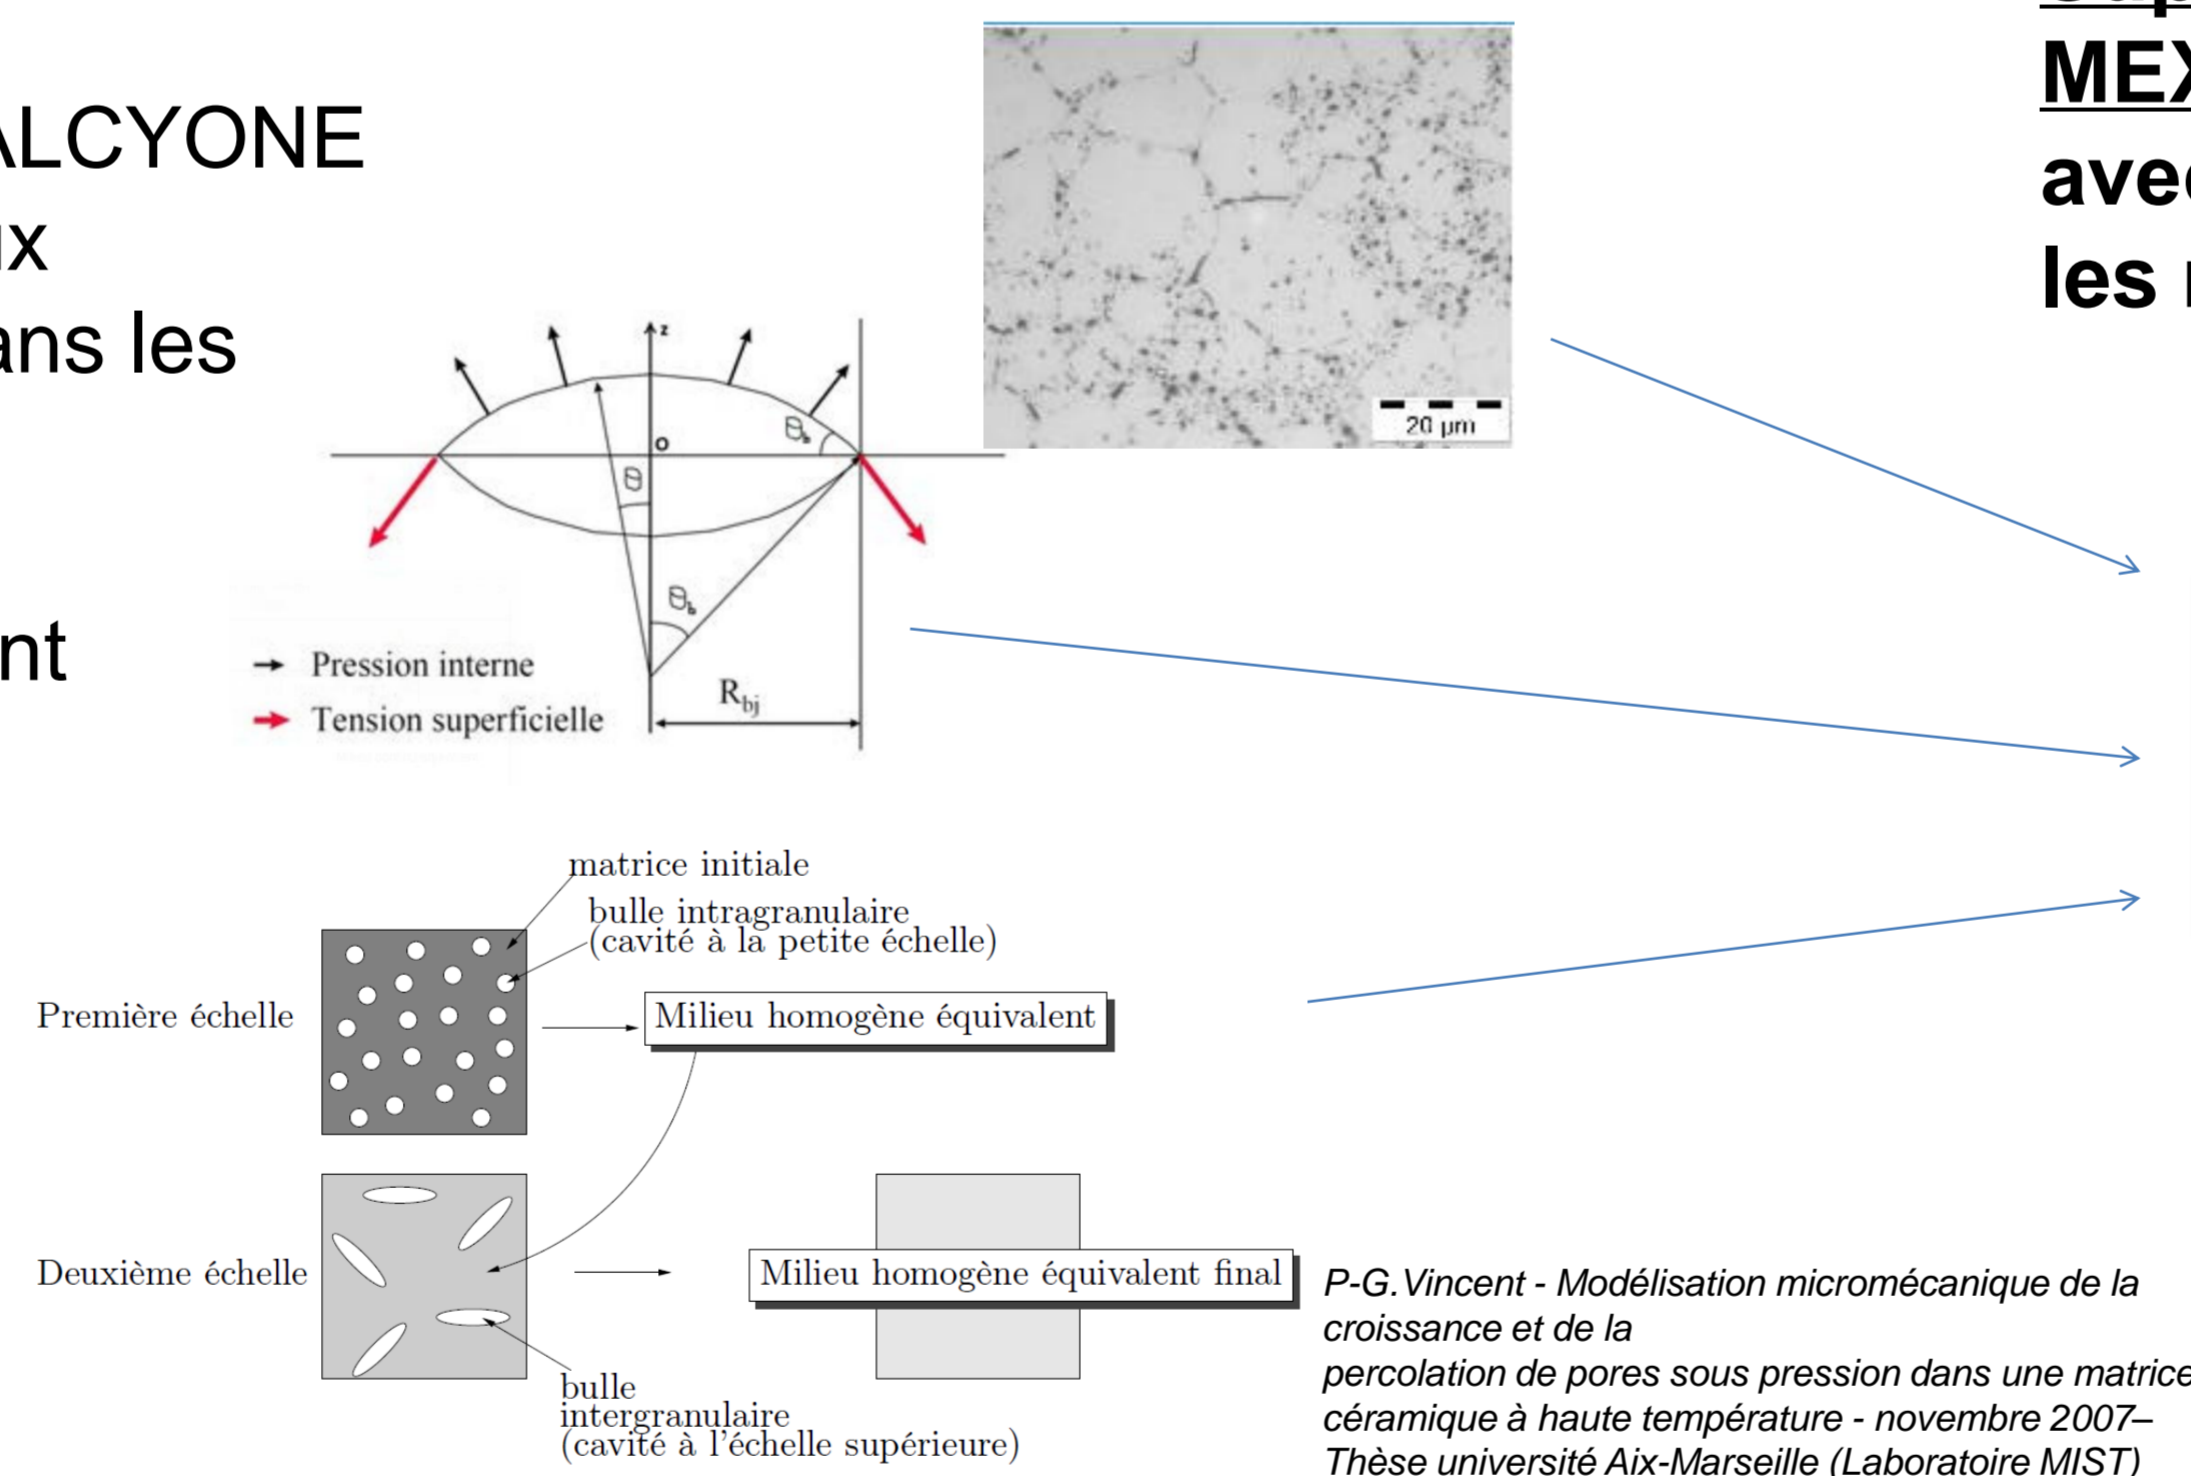 ALCYONE
ux
ans les
nt
MEX
avec
les
20 µm
z
O
θb
θ
θb
Rbj
Pression interne
Tension superficielle
matrice initiale
bulle intragranulaire
(cavité à la petite échelle)
Première échelle
Milieu homogène équivalent
Deuxième échelle
Milieu homogène équivalent final
bulle
intergranulaire
(cavité à l'échelle supérieure)
P-G.Vincent - Modélisation micromécanique de la
croissance et de la
percolation de pores sous pression dans une matrice
céramique à haute température - novembre 2007–
Thèse université Aix-Marseille (Laboratoire MIST)